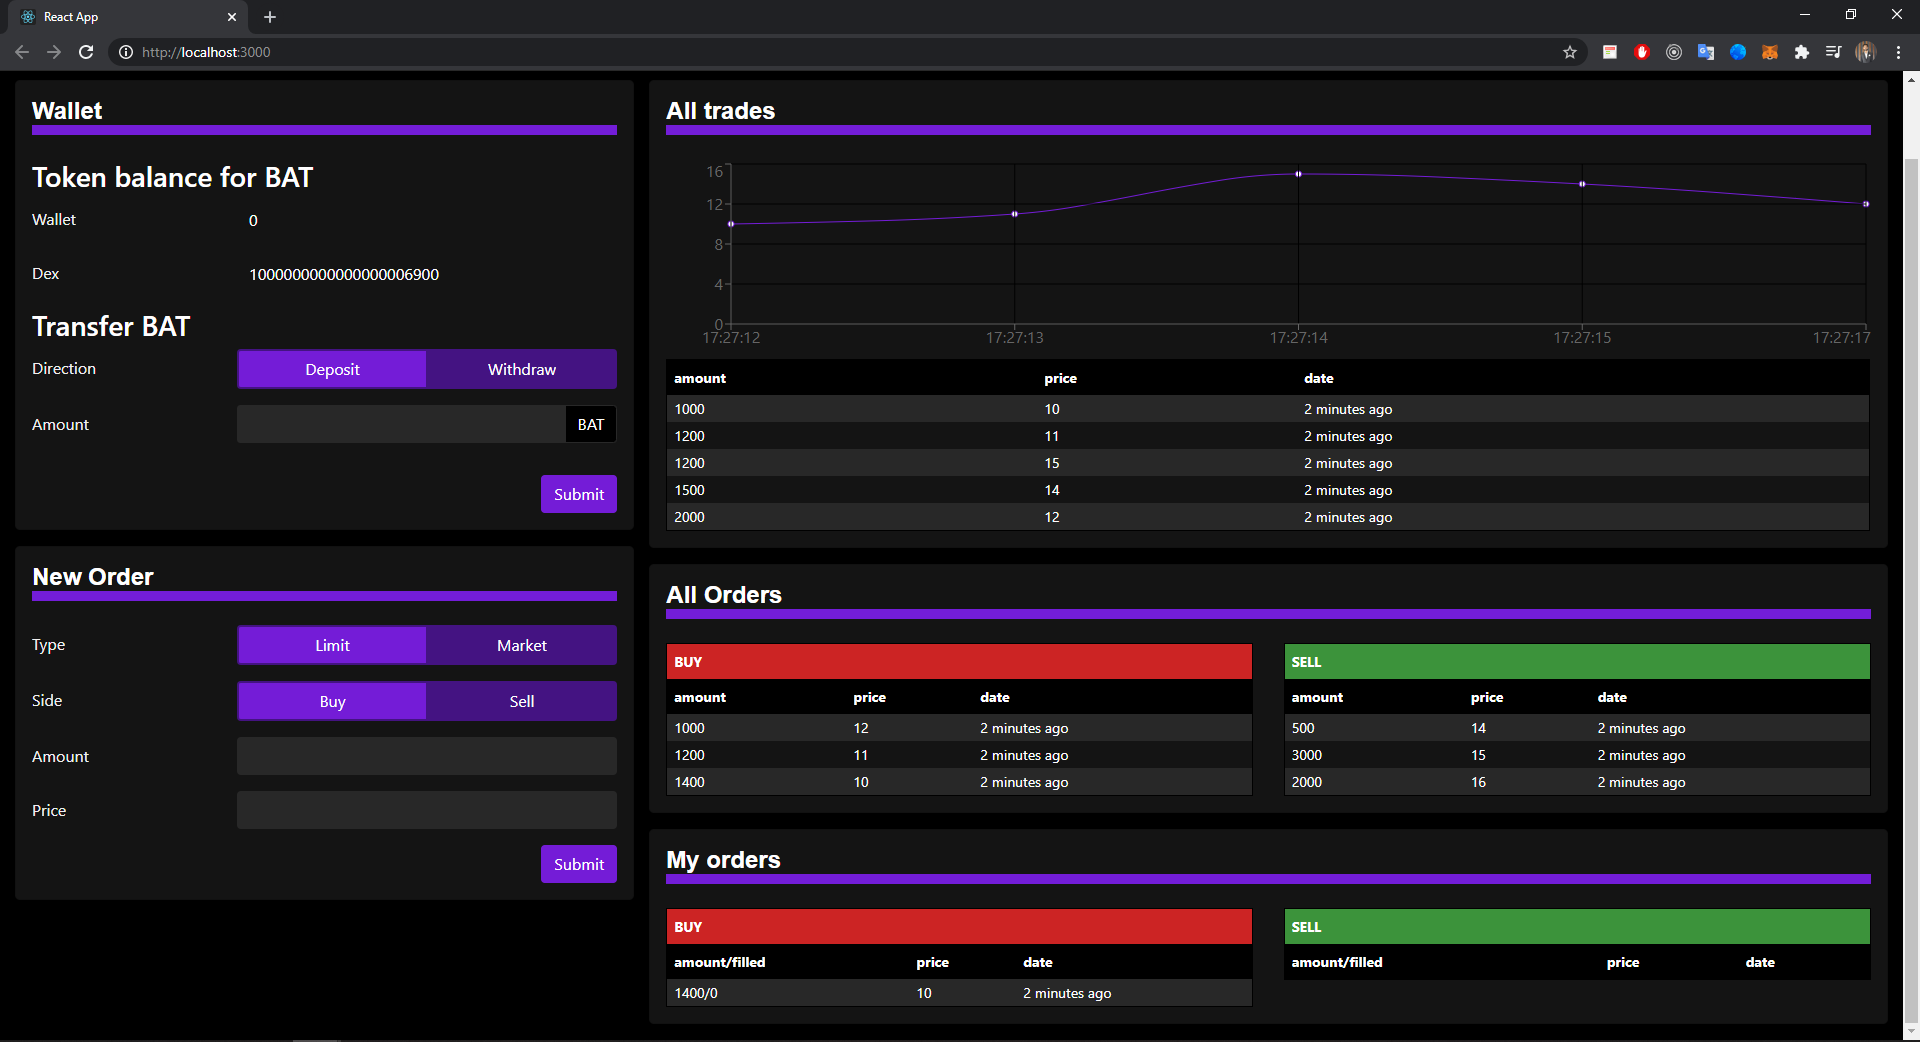 React App
http://localhost:3000
Wallet
Token balance for BAT
Wallet 0
Dex 1000000000000000006900
Transfer BAT
Direction Deposit Withdraw
Amount BAT
Submit
New Order
Type Limit Market
Side Buy Sell
Amount
Price
Submit
All trades
16
12
8
4
0
17:27:12 17:27:13 17:27:14 17:27:15 17:27:17
amount price date
1000 10 2 minutes ago
1200 11 2 minutes ago
1200 15 2 minutes ago
1500 14 2 minutes ago
2000 12 2 minutes ago
All Orders
BUY
amount price date
1000 12 2 minutes ago
1200 11 2 minutes ago
1400 10 2 minutes ago
SELL
amount price date
500 14 2 minutes ago
3000 15 2 minutes ago
2000 16 2 minutes ago
My orders
BUY
amount/filled price date
1400/0 10 2 minutes ago
SELL
amount/filled price date